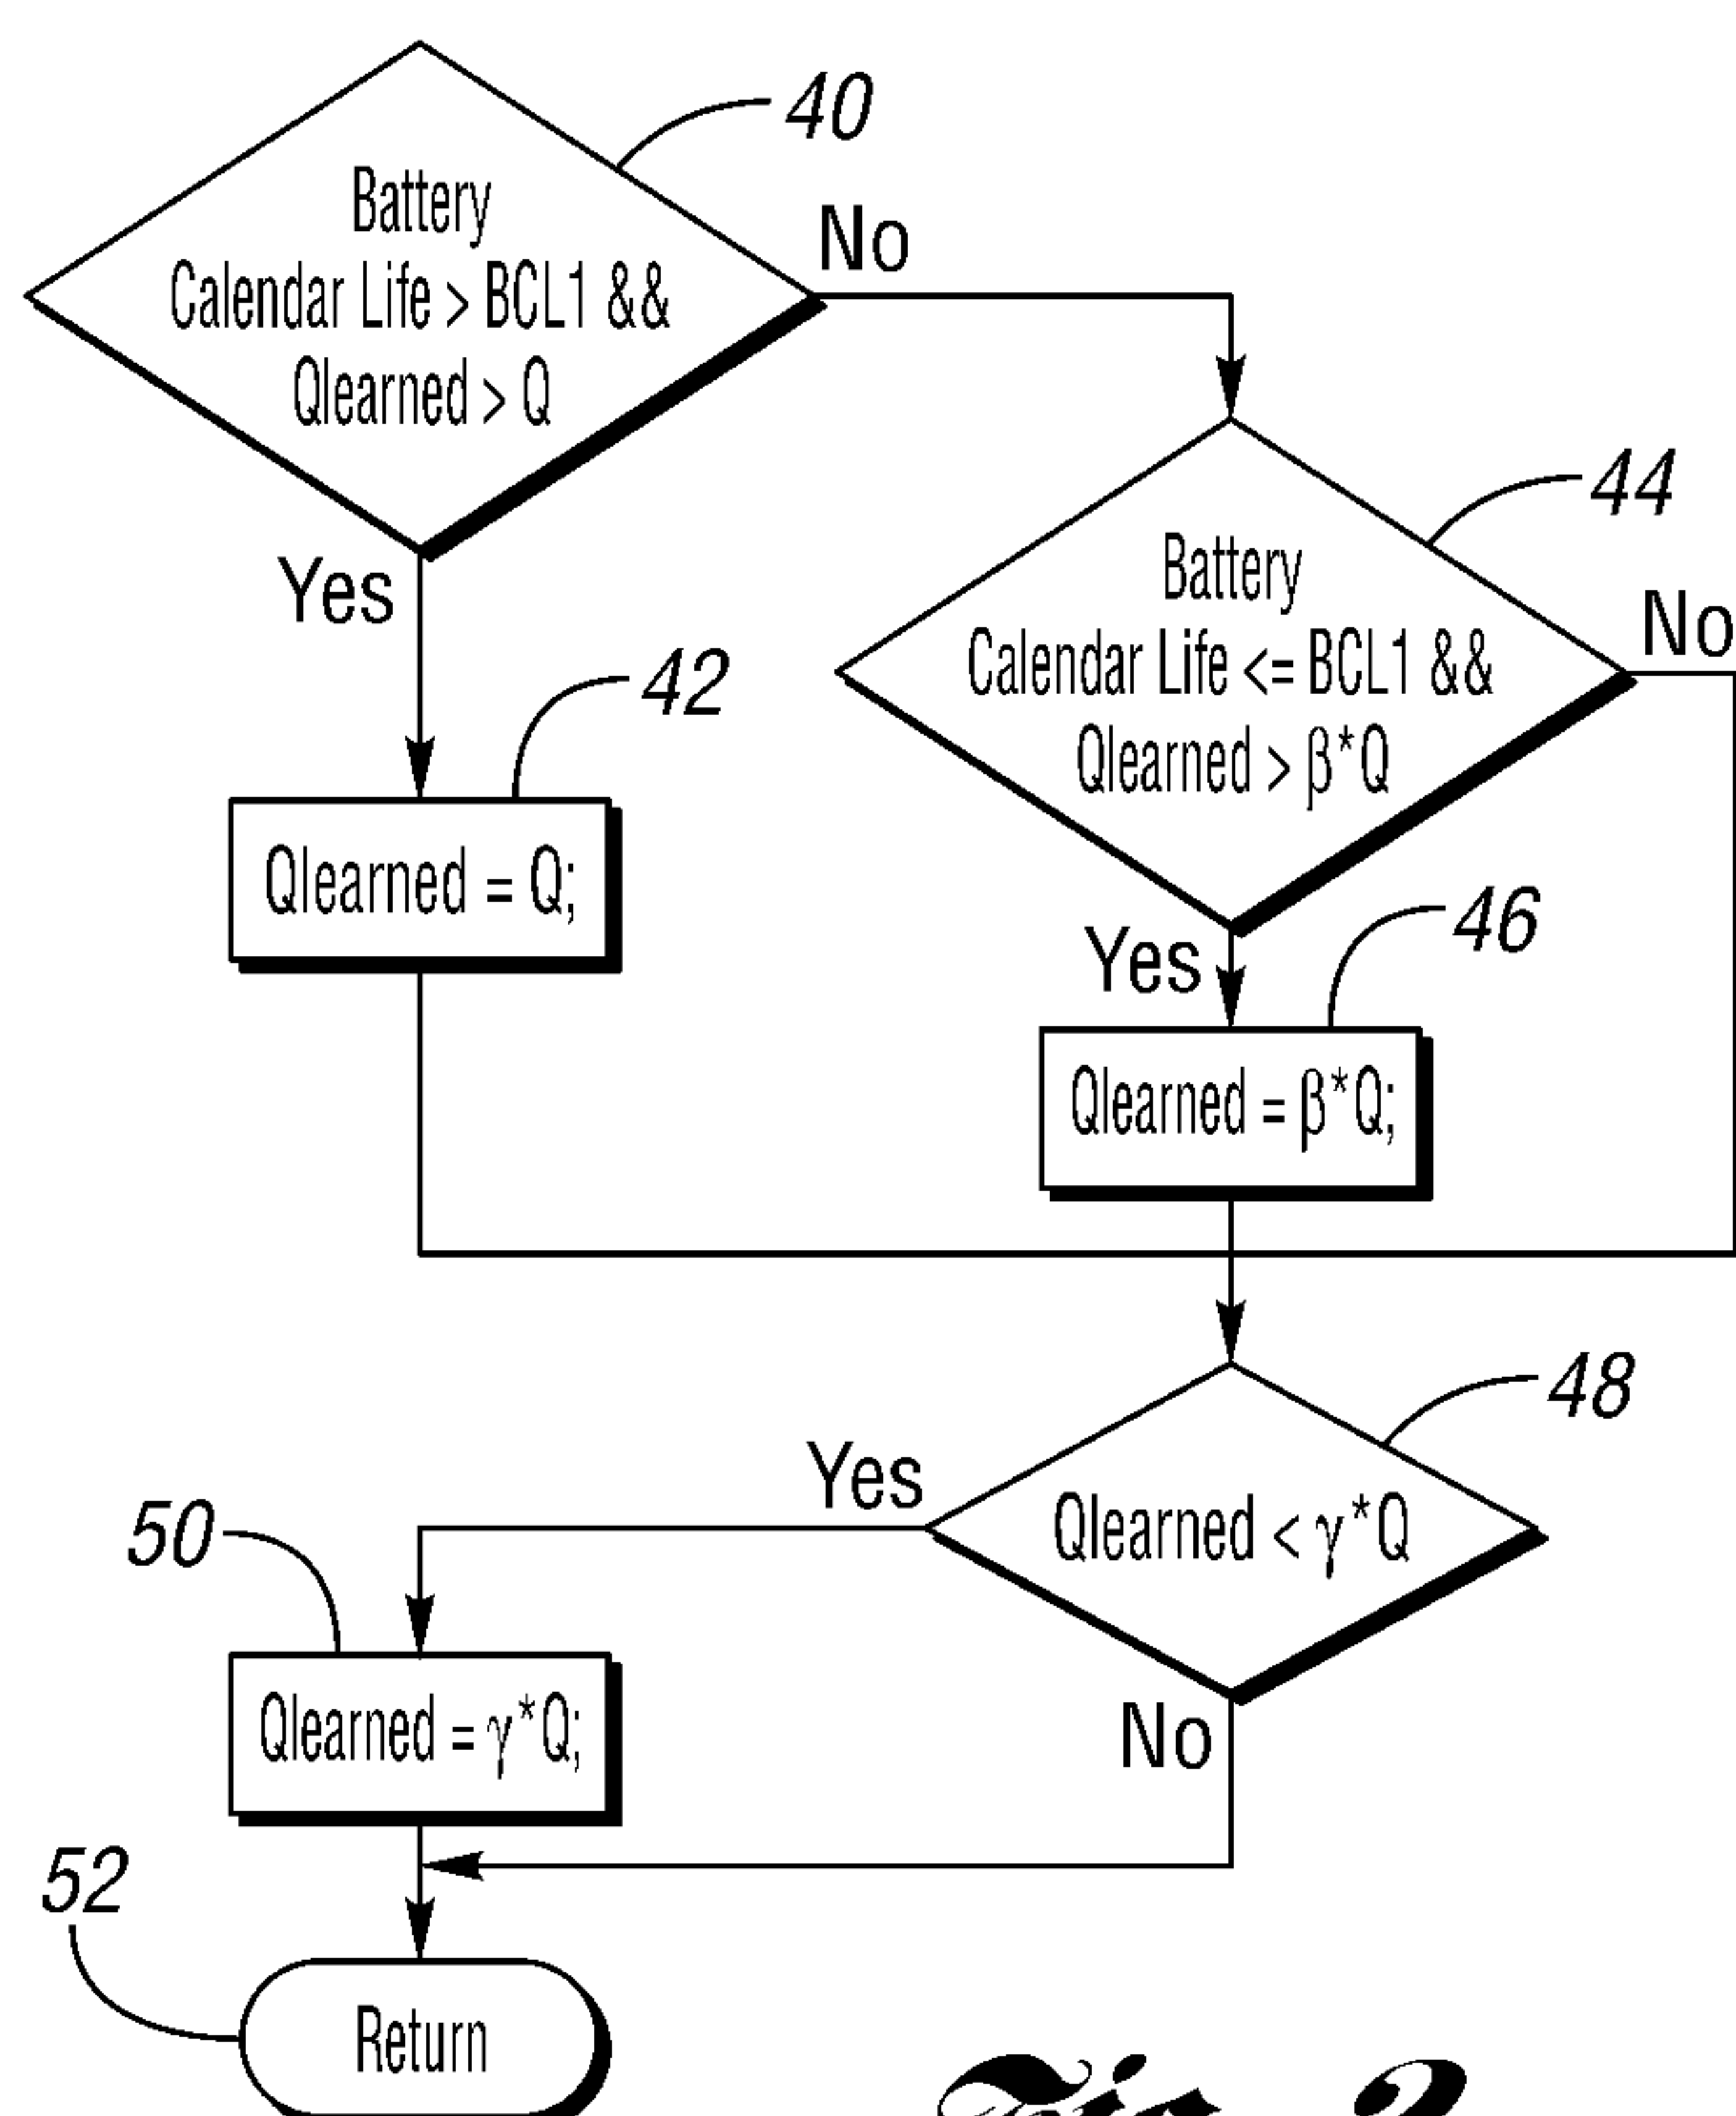 40
Battery
Calendar Life > BCL1 &&
Qlearned > Q
No
Yes
44
Battery
Calendar Life <= BCL1 &&
Qlearned > β*Q
No
42
Qlearned = Q;
Yes
46
Qlearned = β*Q;
48
Yes
Qlearned < γ*Q
50
Qlearned = γ*Q;
No
52
Return